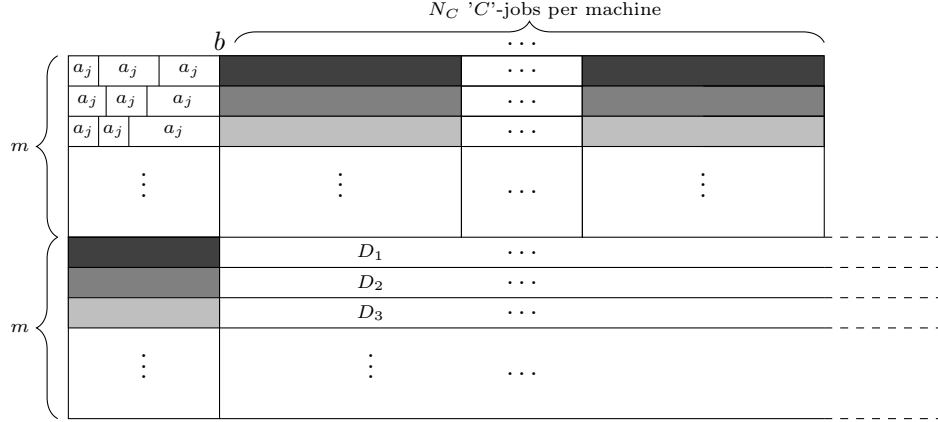 N_C 'C'-jobs per machine
b ...
a_j a_j a_j ... 
a_j a_j a_j ...
a_j a_j a_j ...
m
⋮ ⋮ ... ⋮
D_1 ...
D_2 ...
D_3 ...
m
⋮ ⋮ ...